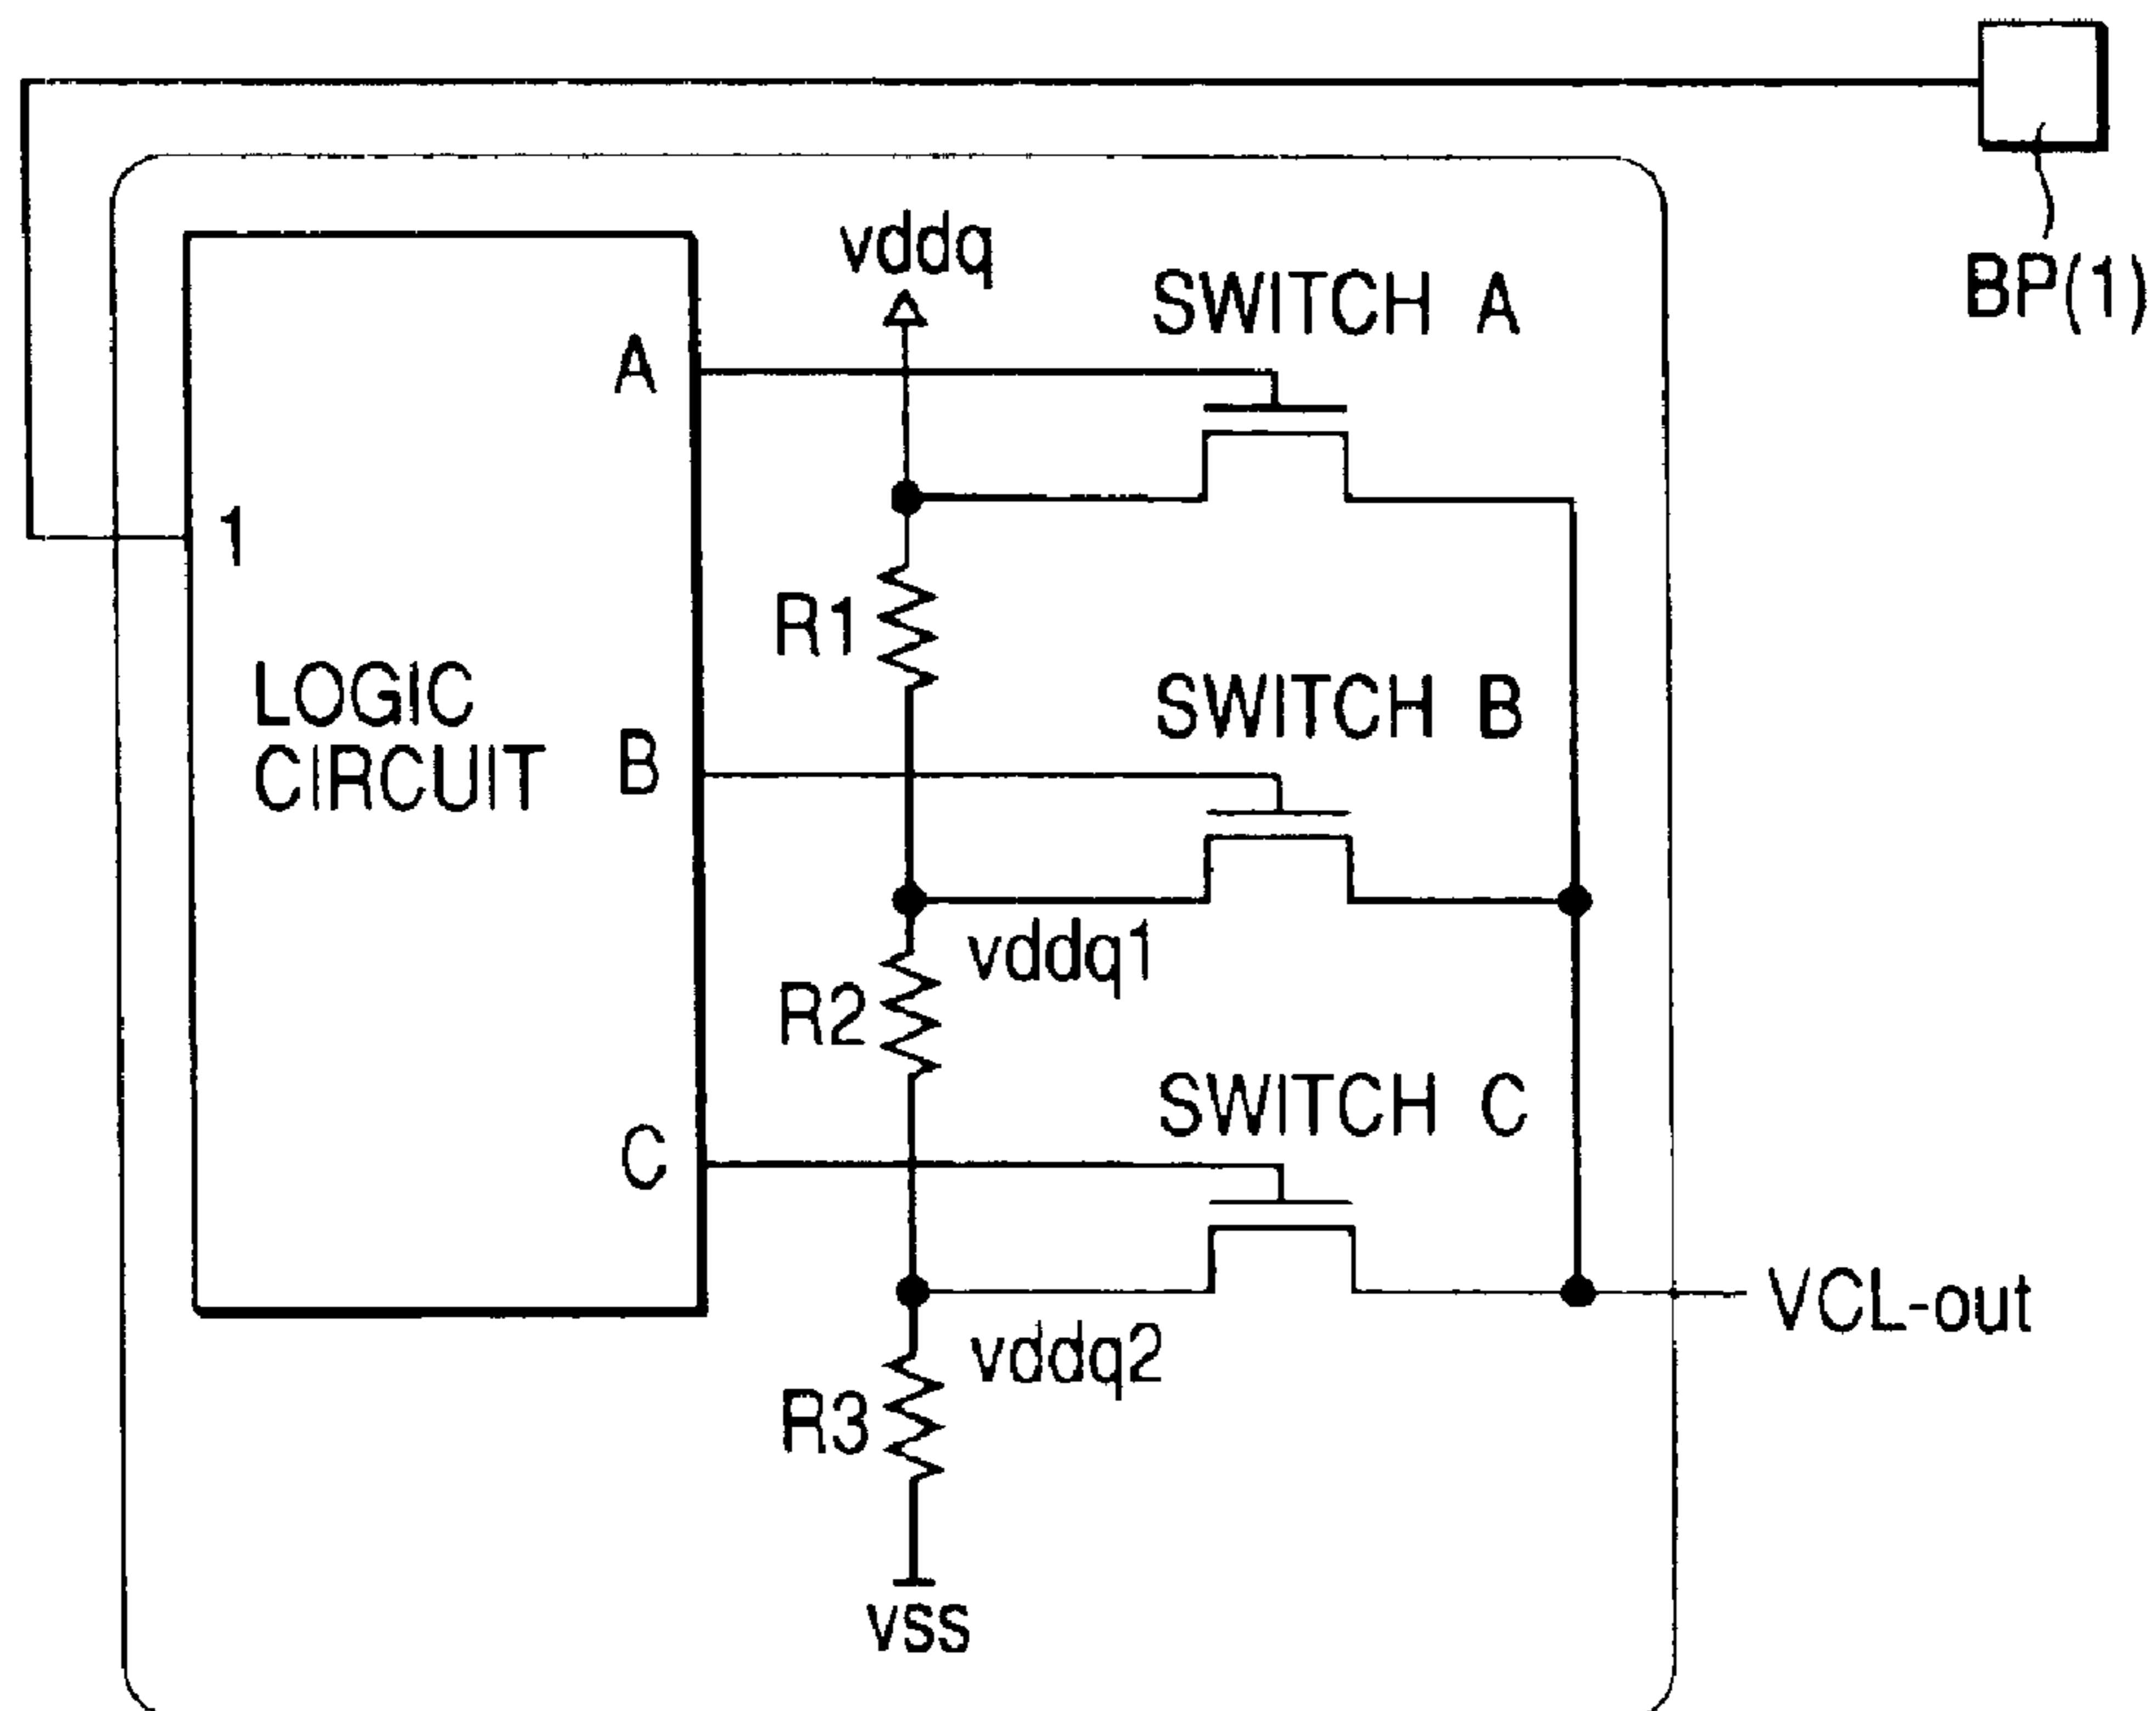 vddq
SWITCH A
BP(1)
A
1
R1
LOGIC
CIRCUIT
SWITCH B
B
vddq1
R2
SWITCH C
C
VCL-out
vddq2
R3
vss